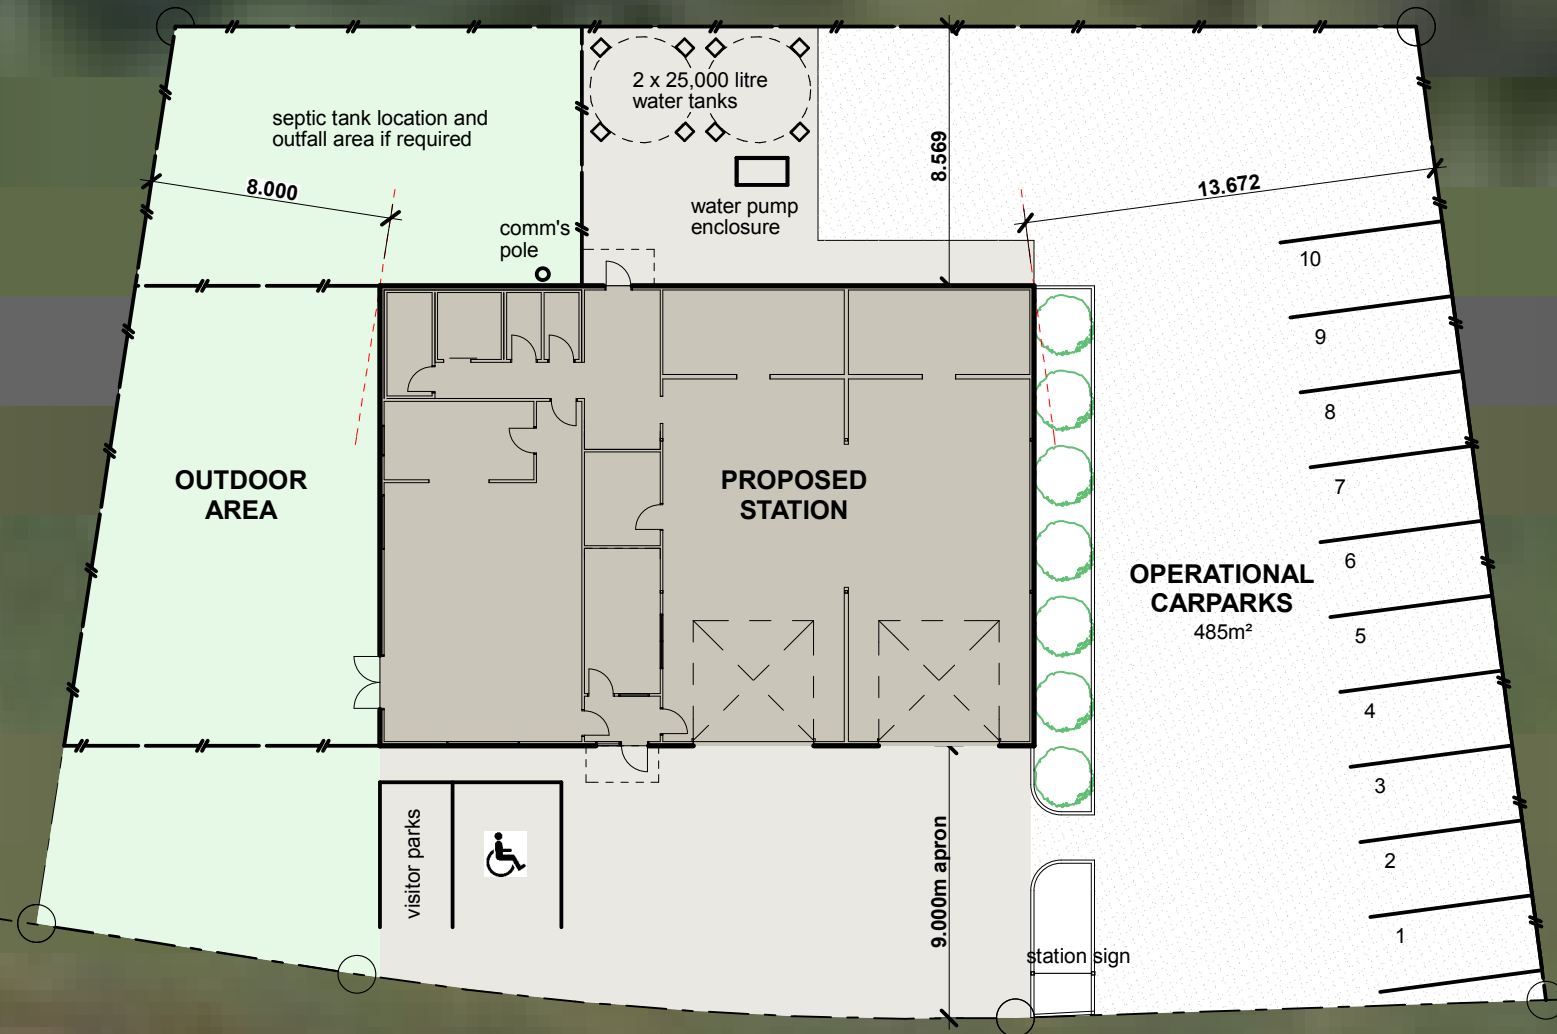 2 x 25,000 litre
water tanks
septic tank location and
outfall area if required
8.569
8.000
13.672
water pump
enclosure
comm's
pole
10
9
8
7
6
5
4
3
2
1
OUTDOOR
AREA
PROPOSED
STATION
OPERATIONAL
CARPARKS
485m²
visitor parks
9.000m apron
station sign